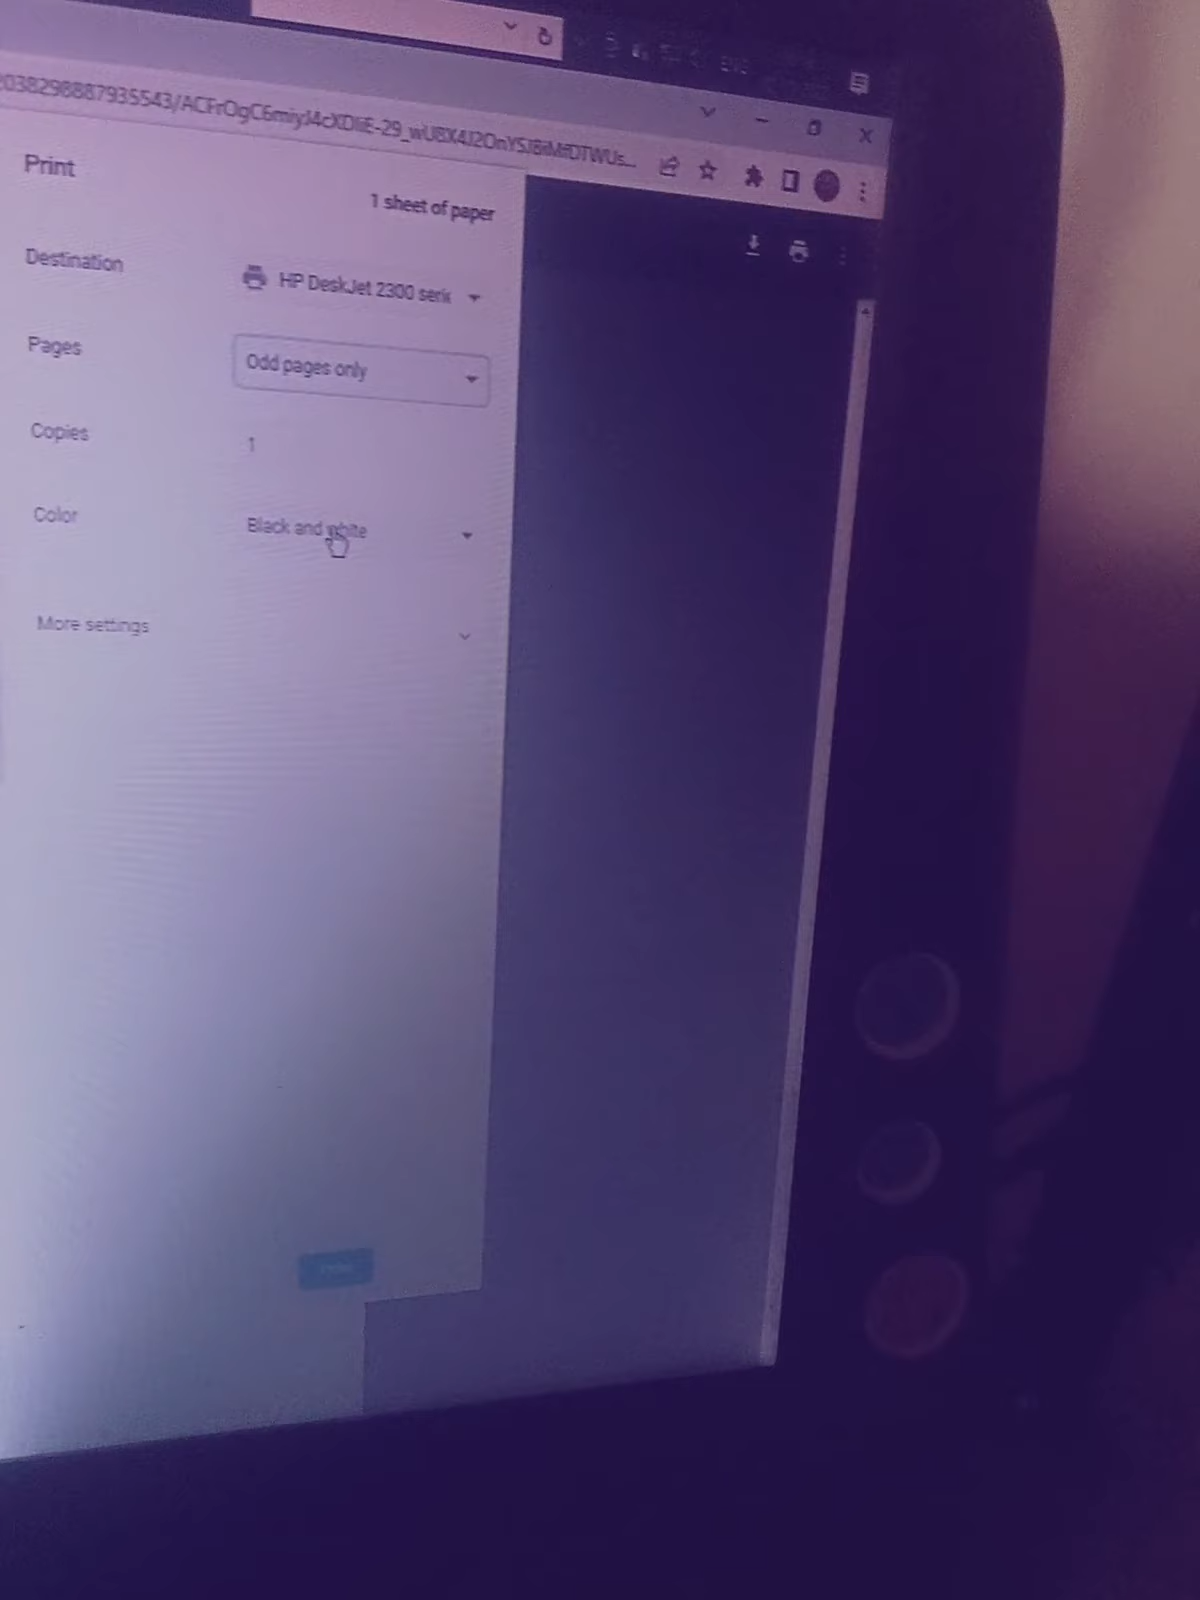 Print
1 sheet of paper
Destination
HP DeskJet 2300 serie
Pages
Odd pages only
Copies
1
Color
Black and white
More settings